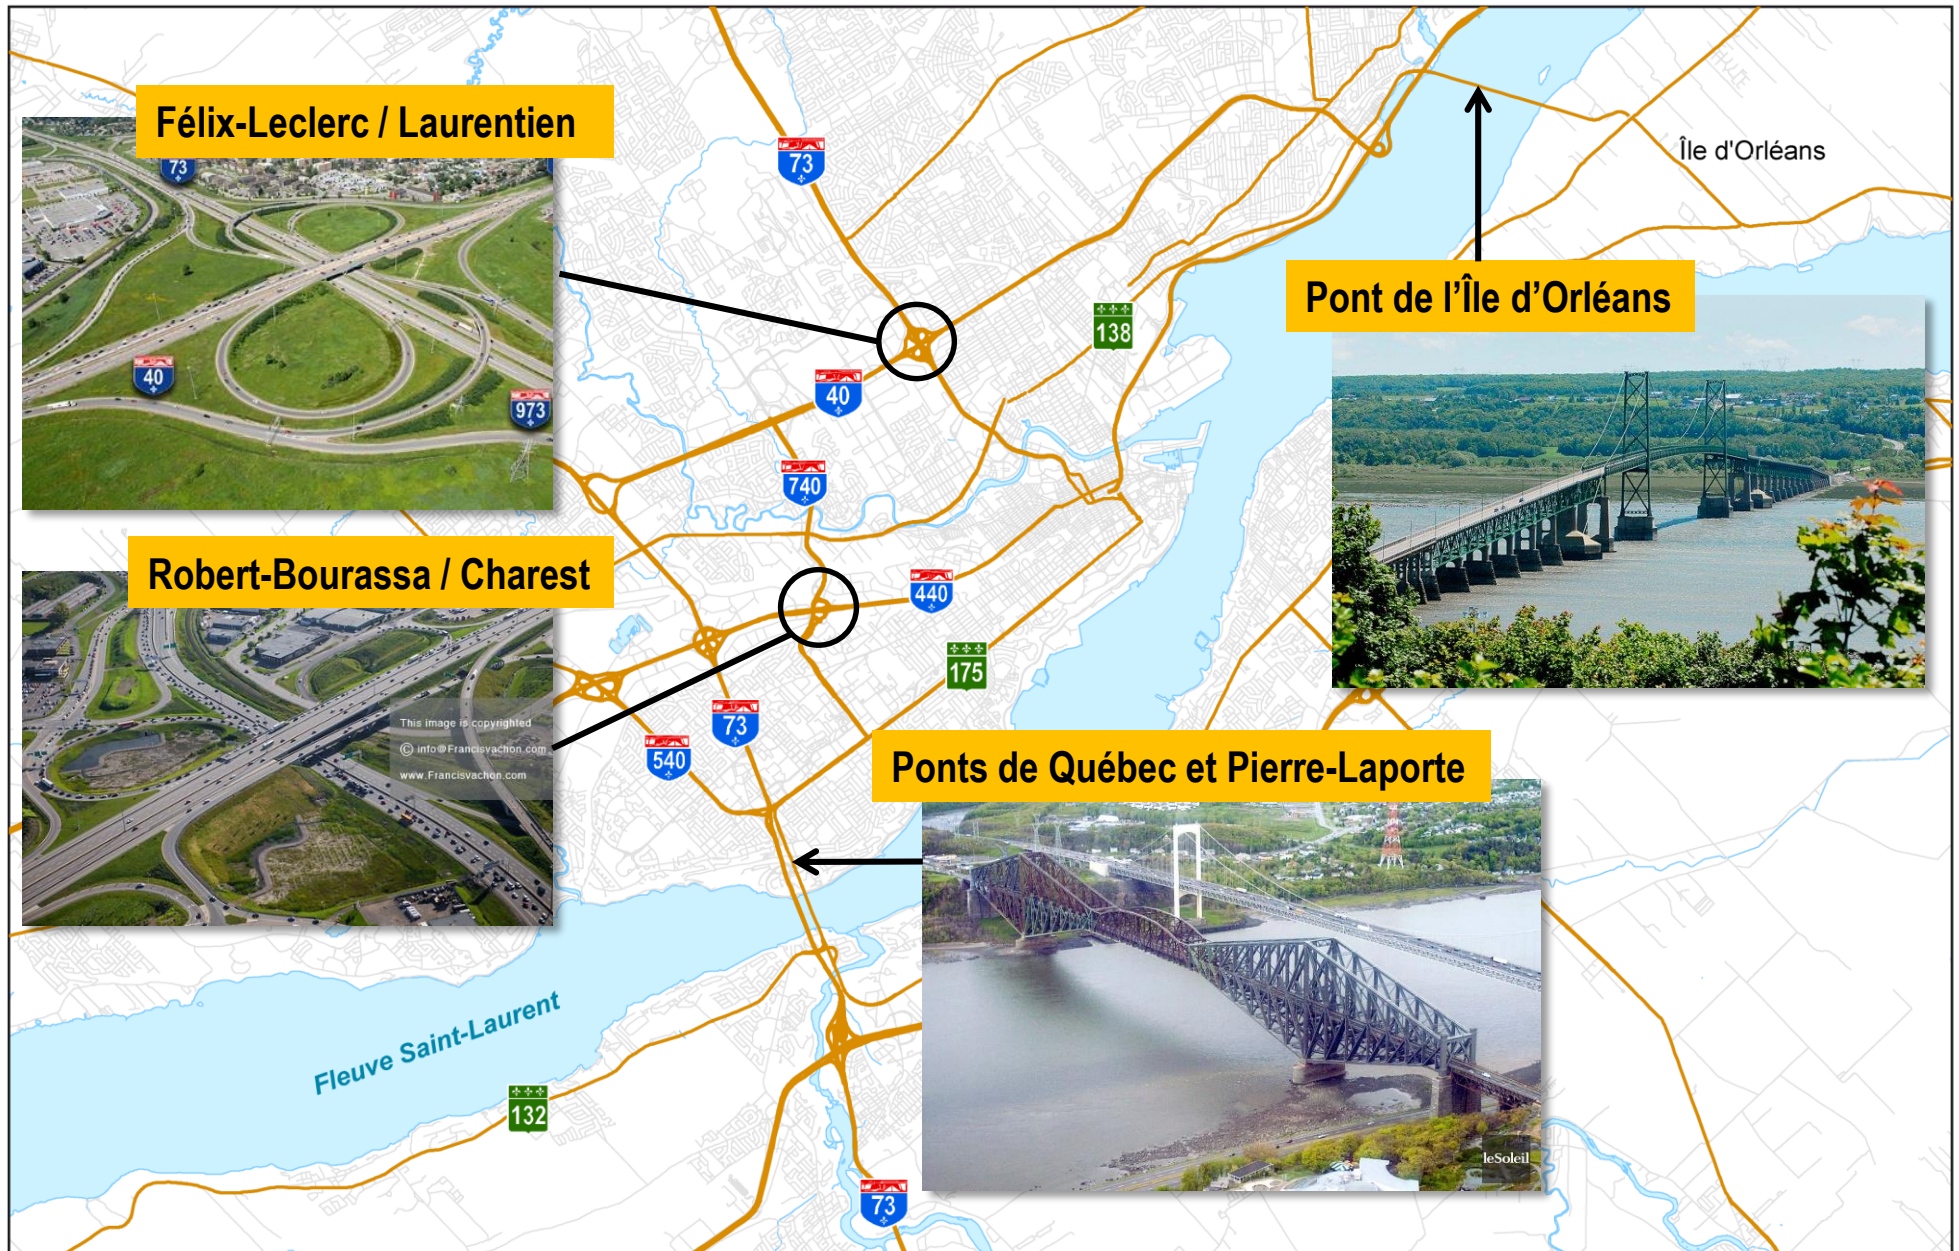 Félix-Leclerc / Laurentien
73
40
973
Robert-Bourassa / Charest
This image is copyrighted
© info@Francisvachon.com
www.Francisvachon.com
73
Île d'Orléans
Pont de l’Île d’Orléans
138
40
740
440
175
73
540
Ponts de Québec et Pierre-Laporte
leSoleil
Fleuve Saint-Laurent
132
73